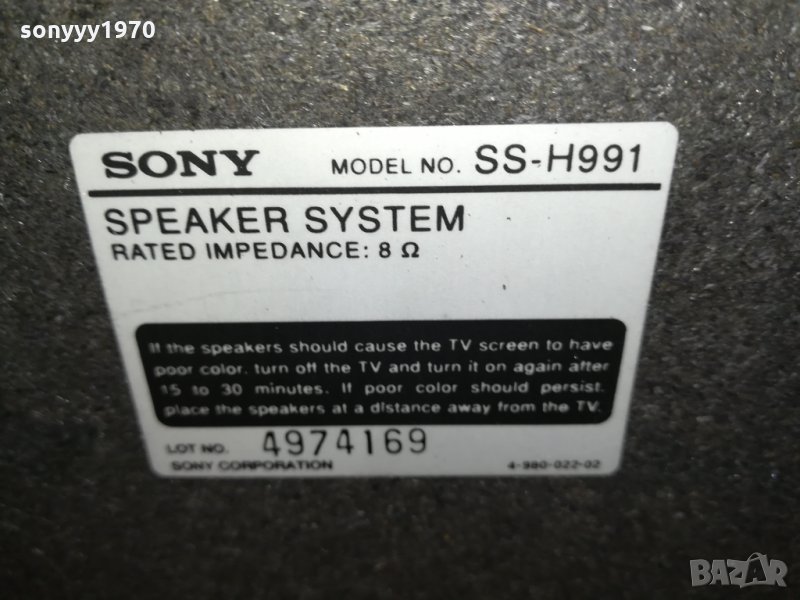 sonyyy1970
SONY MODEL NO. SS-H991
SPEAKER SYSTEM
RATED IMPEDANCE: 8 Ω
If the speakers should cause the TV screen to have
poor color, turn off the TV and turn it on again after
15 to 30 minutes. If poor color should persist,
place the speakers at a distance away from the TV.
LOT NO. 4974169
SONY CORPORATION 4-980-022-02
BAZAR